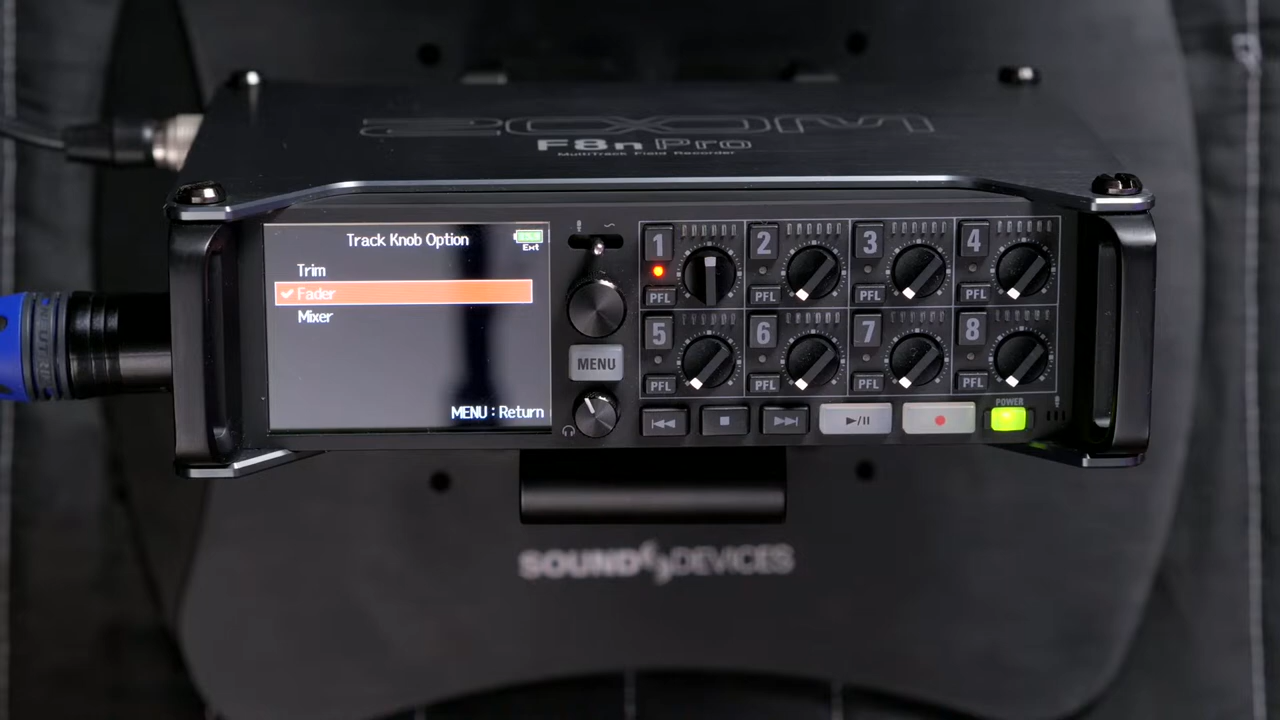 ZOOM
F8n Pro
MultiTrack Field Recorder
Track Knob Option
Ext
Trim
Fader
Mixer
MENU : Return
MENU
1 2 3 4
PFL PFL PFL PFL
5 6 7 8
PFL PFL PFL PFL
POWER
SOUND DEVICES